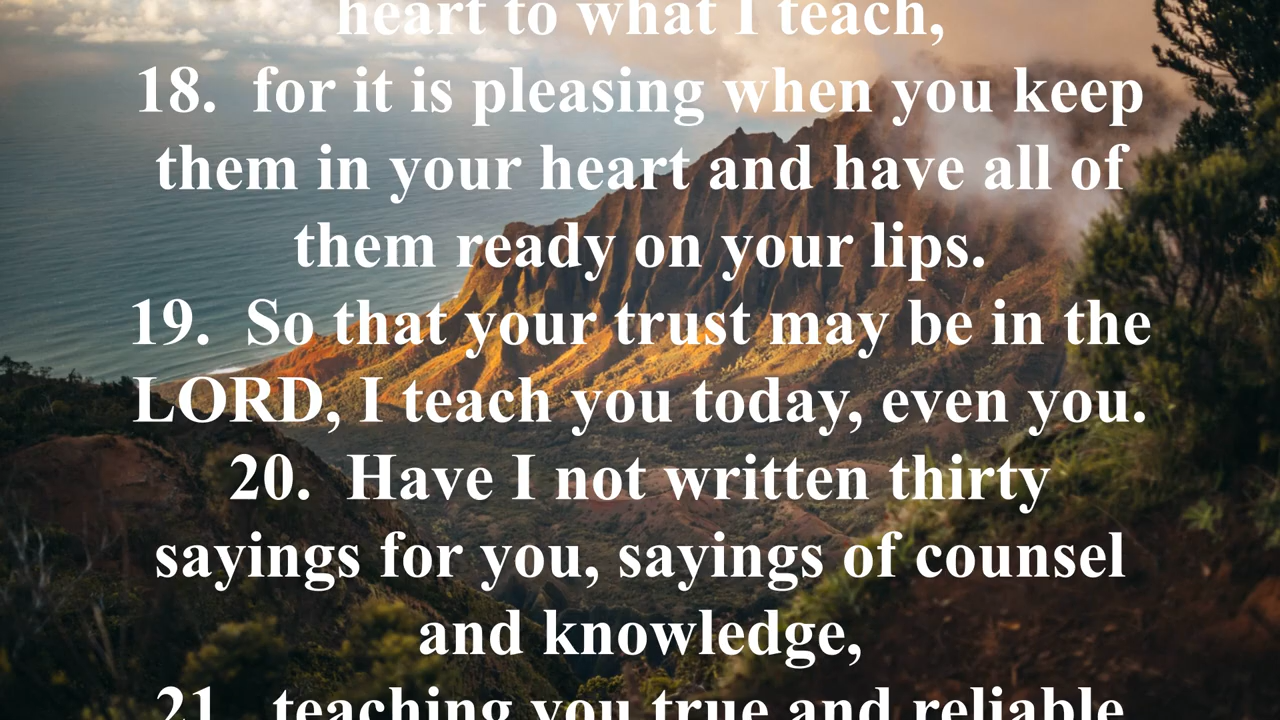 heart to what I teach,
18. for it is pleasing when you keep
them in your heart and have all of
them ready on your lips.
19. So that your trust may be in the
LORD, I teach you today, even you.
20. Have I not written thirty
sayings for you, sayings of counsel
and knowledge,
21. teaching you true and reliable